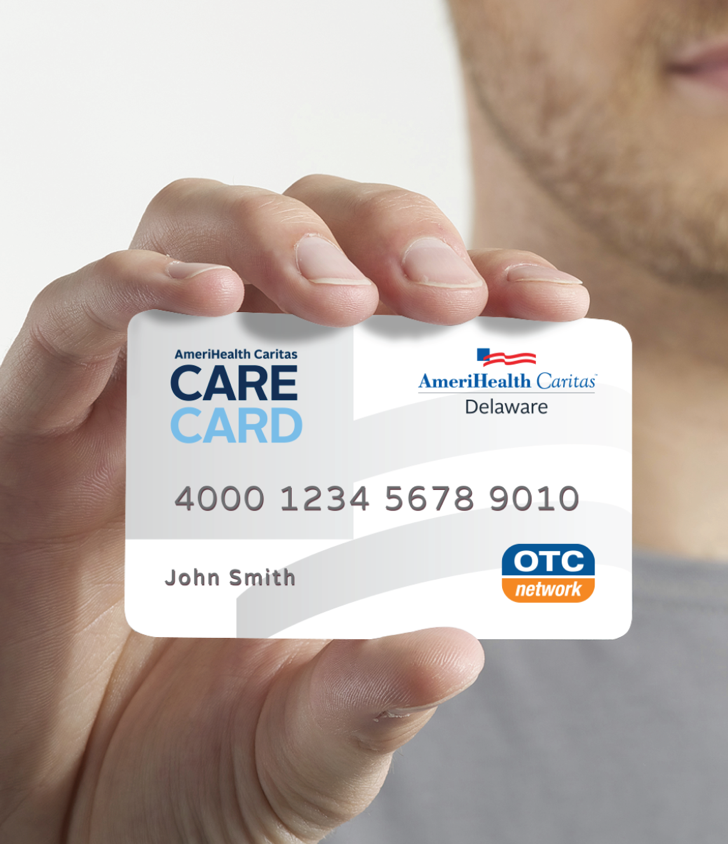 AmeriHealth Caritas
CARE
CARD
AmeriHealth Caritas
Delaware
4000 1234 5678 9010
John Smith
OTC
network